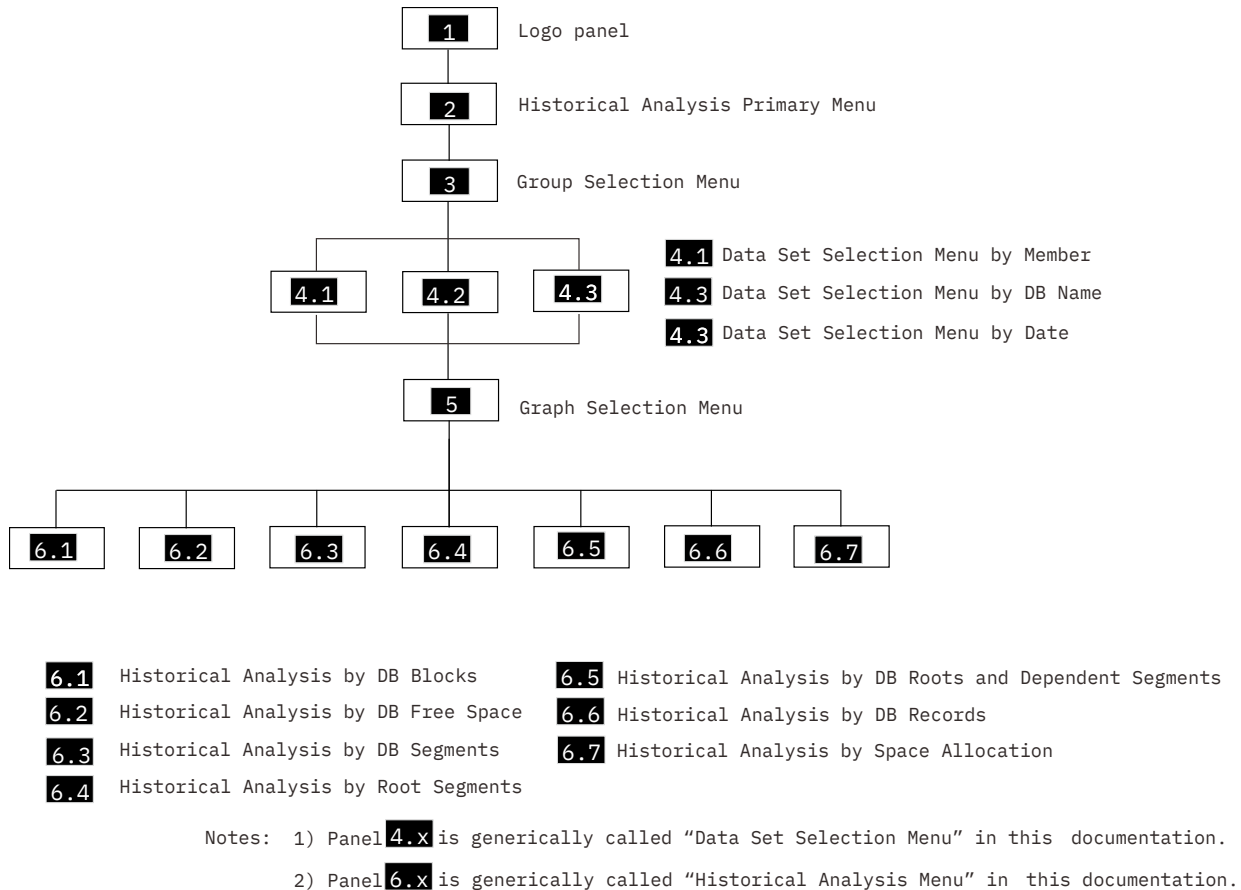 1 Logo panel
2 Historical Analysis Primary Menu
3 Group Selection Menu
4.1 4.2 4.3
4.1 Data Set Selection Menu by Member
4.3 Data Set Selection Menu by DB Name
4.3 Data Set Selection Menu by Date
5 Graph Selection Menu
6.1 6.2 6.3 6.4 6.5 6.6 6.7
6.1 Historical Analysis by DB Blocks
6.2 Historical Analysis by DB Free Space
6.3 Historical Analysis by DB Segments
6.4 Historical Analysis by Root Segments
6.5 Historical Analysis by DB Roots and Dependent Segments
6.6 Historical Analysis by DB Records
6.7 Historical Analysis by Space Allocation
Notes: 1) Panel 4.x is generically called “Data Set Selection Menu” in this documentation.
2) Panel 6.x is generically called “Historical Analysis Menu” in this documentation.